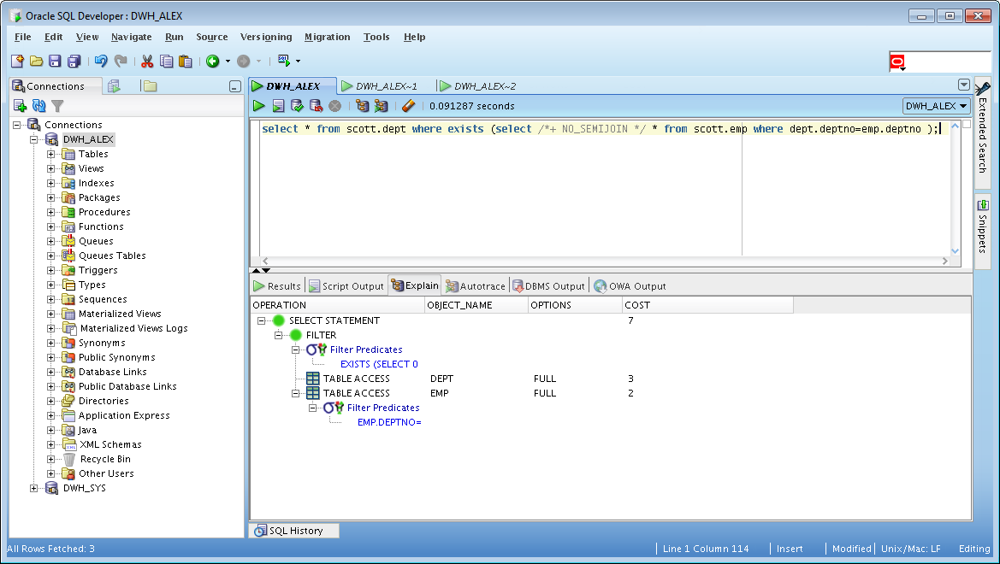 Oracle SQL Developer : DWH_ALEX
File Edit View Navigate Run Source Versioning Migration Tools Help
Connections
Connections
DWH_ALEX
Tables
Views
Indexes
Packages
Procedures
Functions
Queues
Queues Tables
Triggers
Types
Sequences
Materialized Views
Materialized Views Logs
Synonyms
Public Synonyms
Database Links
Public Database Links
Directories
Application Express
Java
XML Schemas
Recycle Bin
Other Users
DWH_SYS
DWH_ALEX DWH_ALEX~1 DWH_ALEX~2
0.091287 seconds DWH_ALEX
select * from scott.dept where exists (select /*+ NO_SEMIJOIN */ * from scott.emp where dept.deptno=emp.deptno );
Results Script Output Explain Autotrace DBMS Output OWA Output
OPERATION OBJECT_NAME OPTIONS COST
SELECT STATEMENT 7
FILTER
Filter Predicates
EXISTS (SELECT 0
TABLE ACCESS DEPT FULL 3
TABLE ACCESS EMP FULL 2
Filter Predicates
EMP.DEPTNO=
SQL History
Extended Search
Snippets
All Rows Fetched: 3 Line 1 Column 114 Insert Modified Unix/Mac: LF Editing